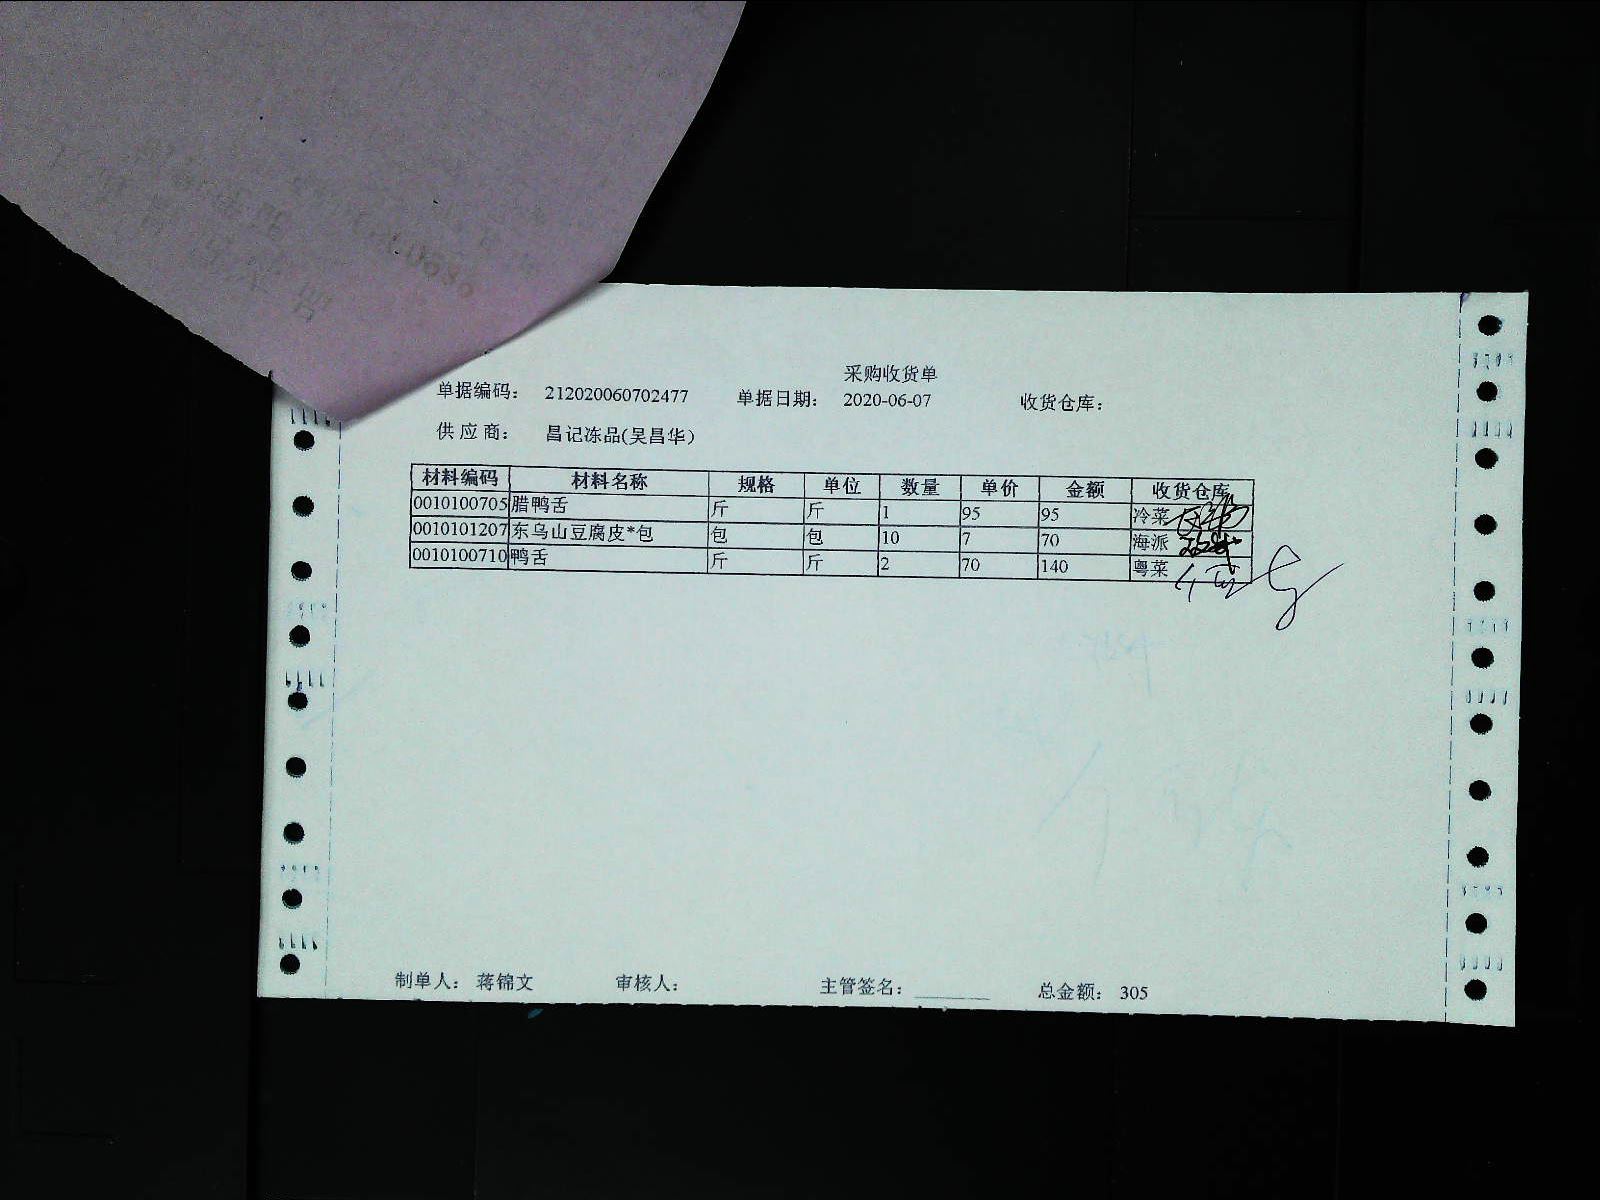 采购收货单
单据编码： 212020060702477 单据日期： 2020-06-07 收货仓库：
供应商： 昌记冻品(吴昌华)
材料编码 材料名称 规格 单位 数量 单价 金额 收货仓库
0010100705 腊鸭舌 斤 斤 1 95 95 冷菜
0010101207 东乌山豆腐皮*包 包 包 10 7 70 海派
0010100710 鸭舌 斤 斤 2 70 140 粤菜
制单人： 蒋锦文 审核人： 主管签名： 总金额： 305